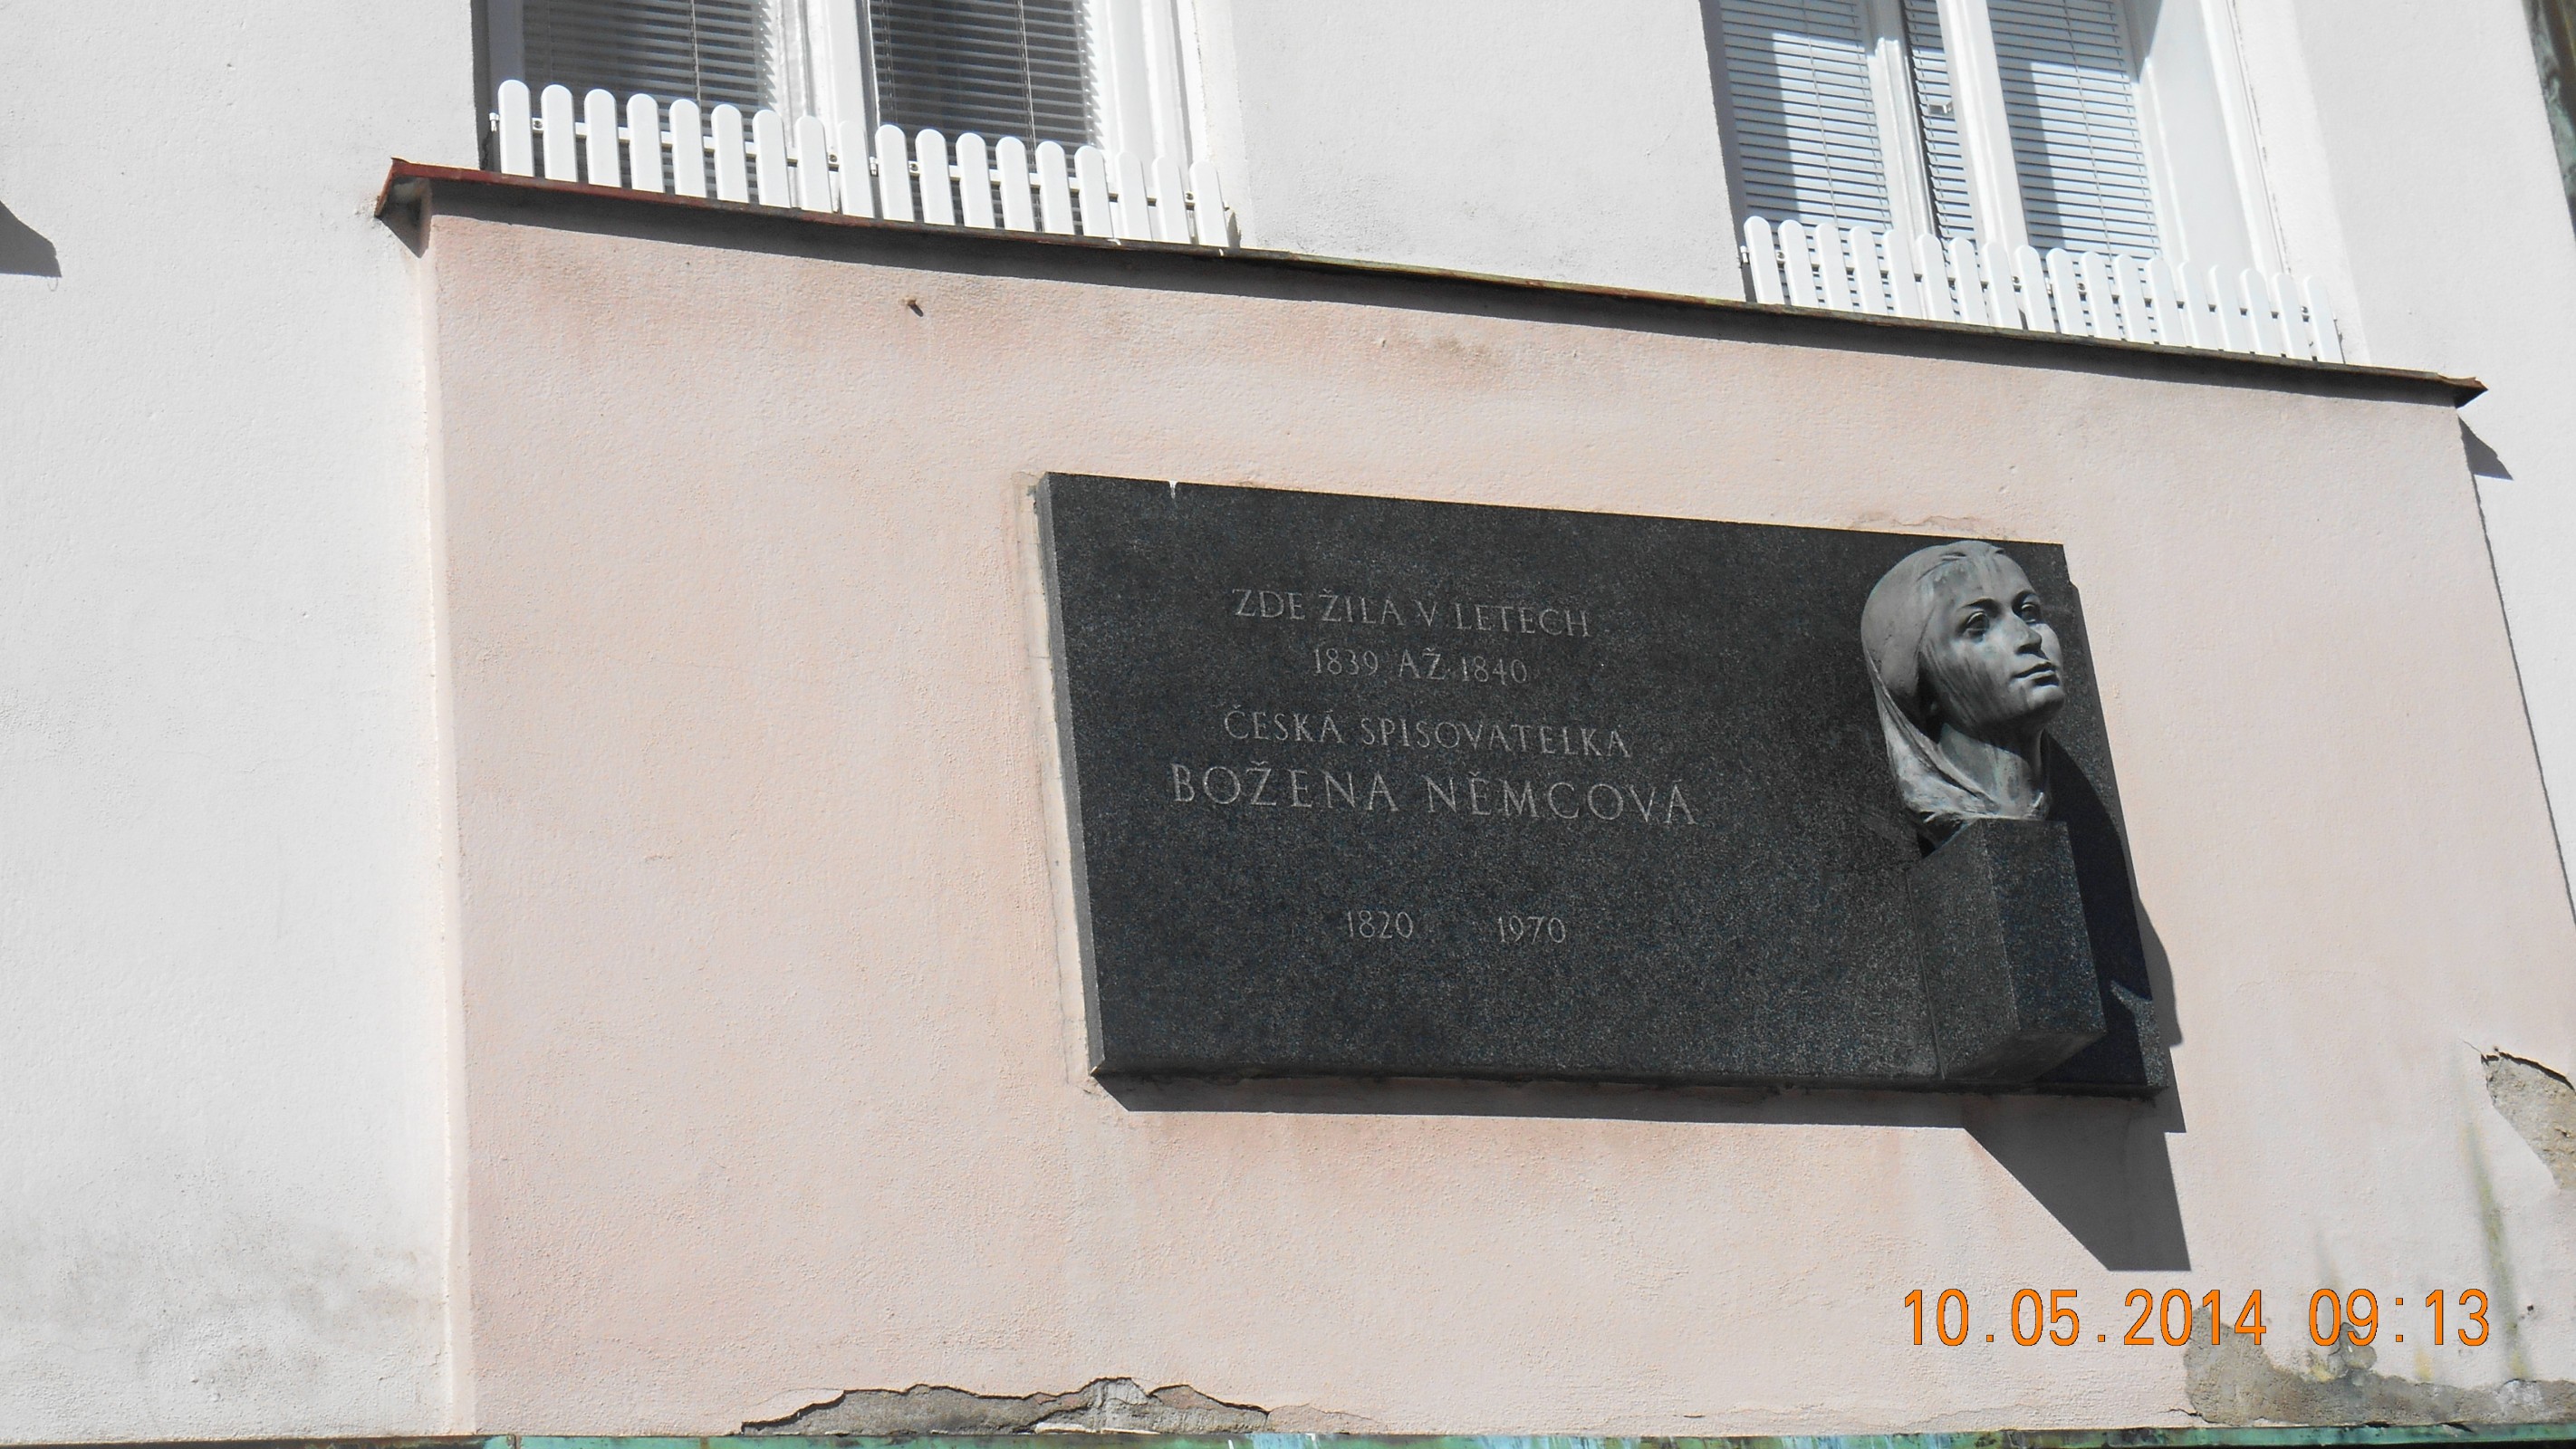 ZDE ŽILA V LETECH
1839 AŽ 1840
ČESKÁ SPISOVATELKA
BOŽENA NĚMCOVÁ
1820 1970
10.05.2014 09:13